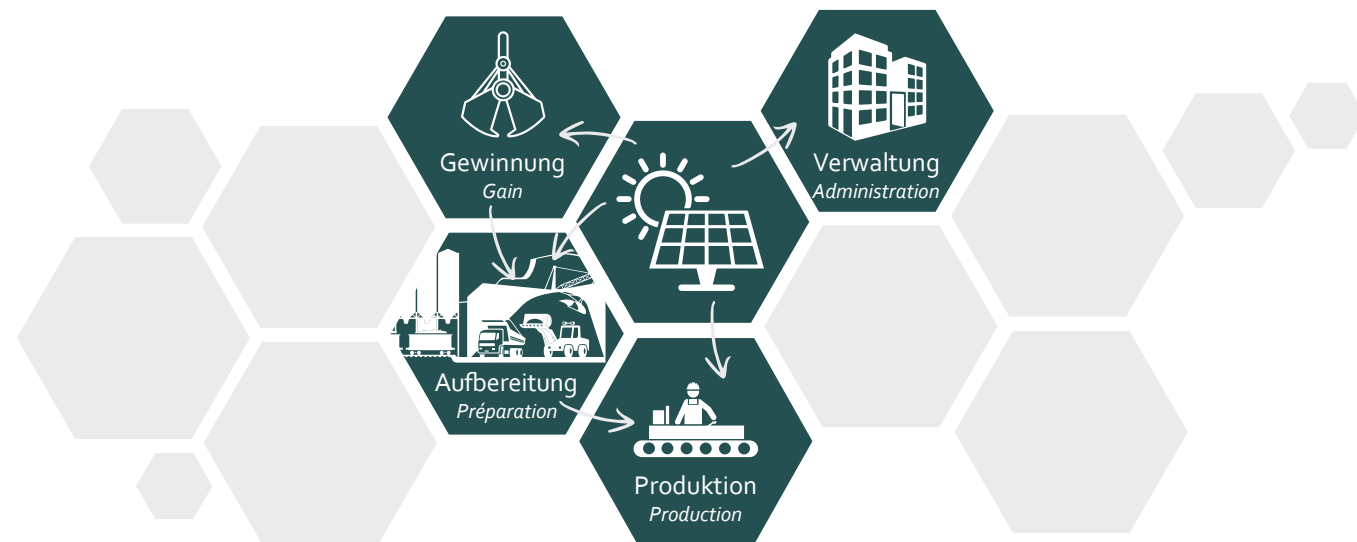 Gewinnung
Gain
Verwaltung
Administration
Aufbereitung
Préparation
Produktion
Production